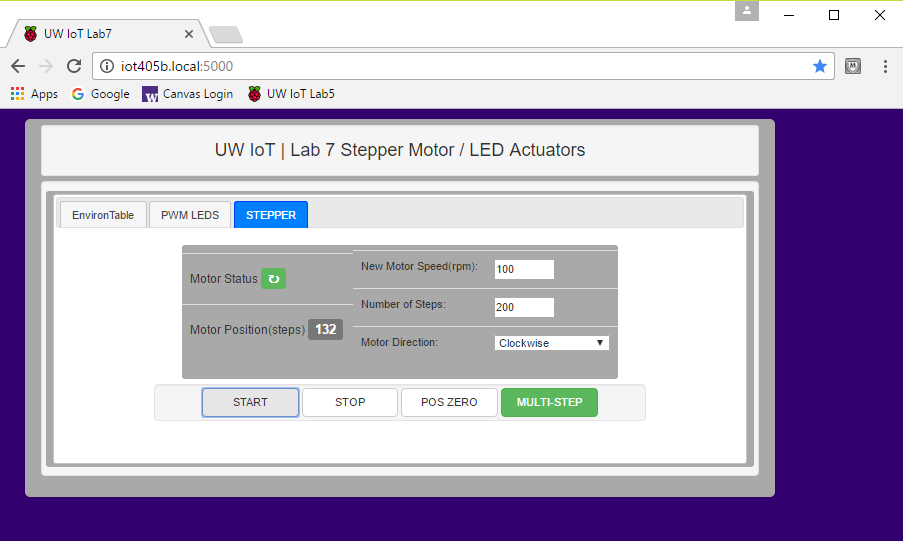 UW IoT Lab7
iot405b.local:5000
Apps Google Canvas Login UW IoT Lab5
UW IoT | Lab 7 Stepper Motor / LED Actuators
EnvironTable PWM LEDS STEPPER
Motor Status
Motor Position(steps) 132
New Motor Speed(rpm): 100
Number of Steps: 200
Motor Direction: Clockwise
START STOP POS ZERO MULTI-STEP